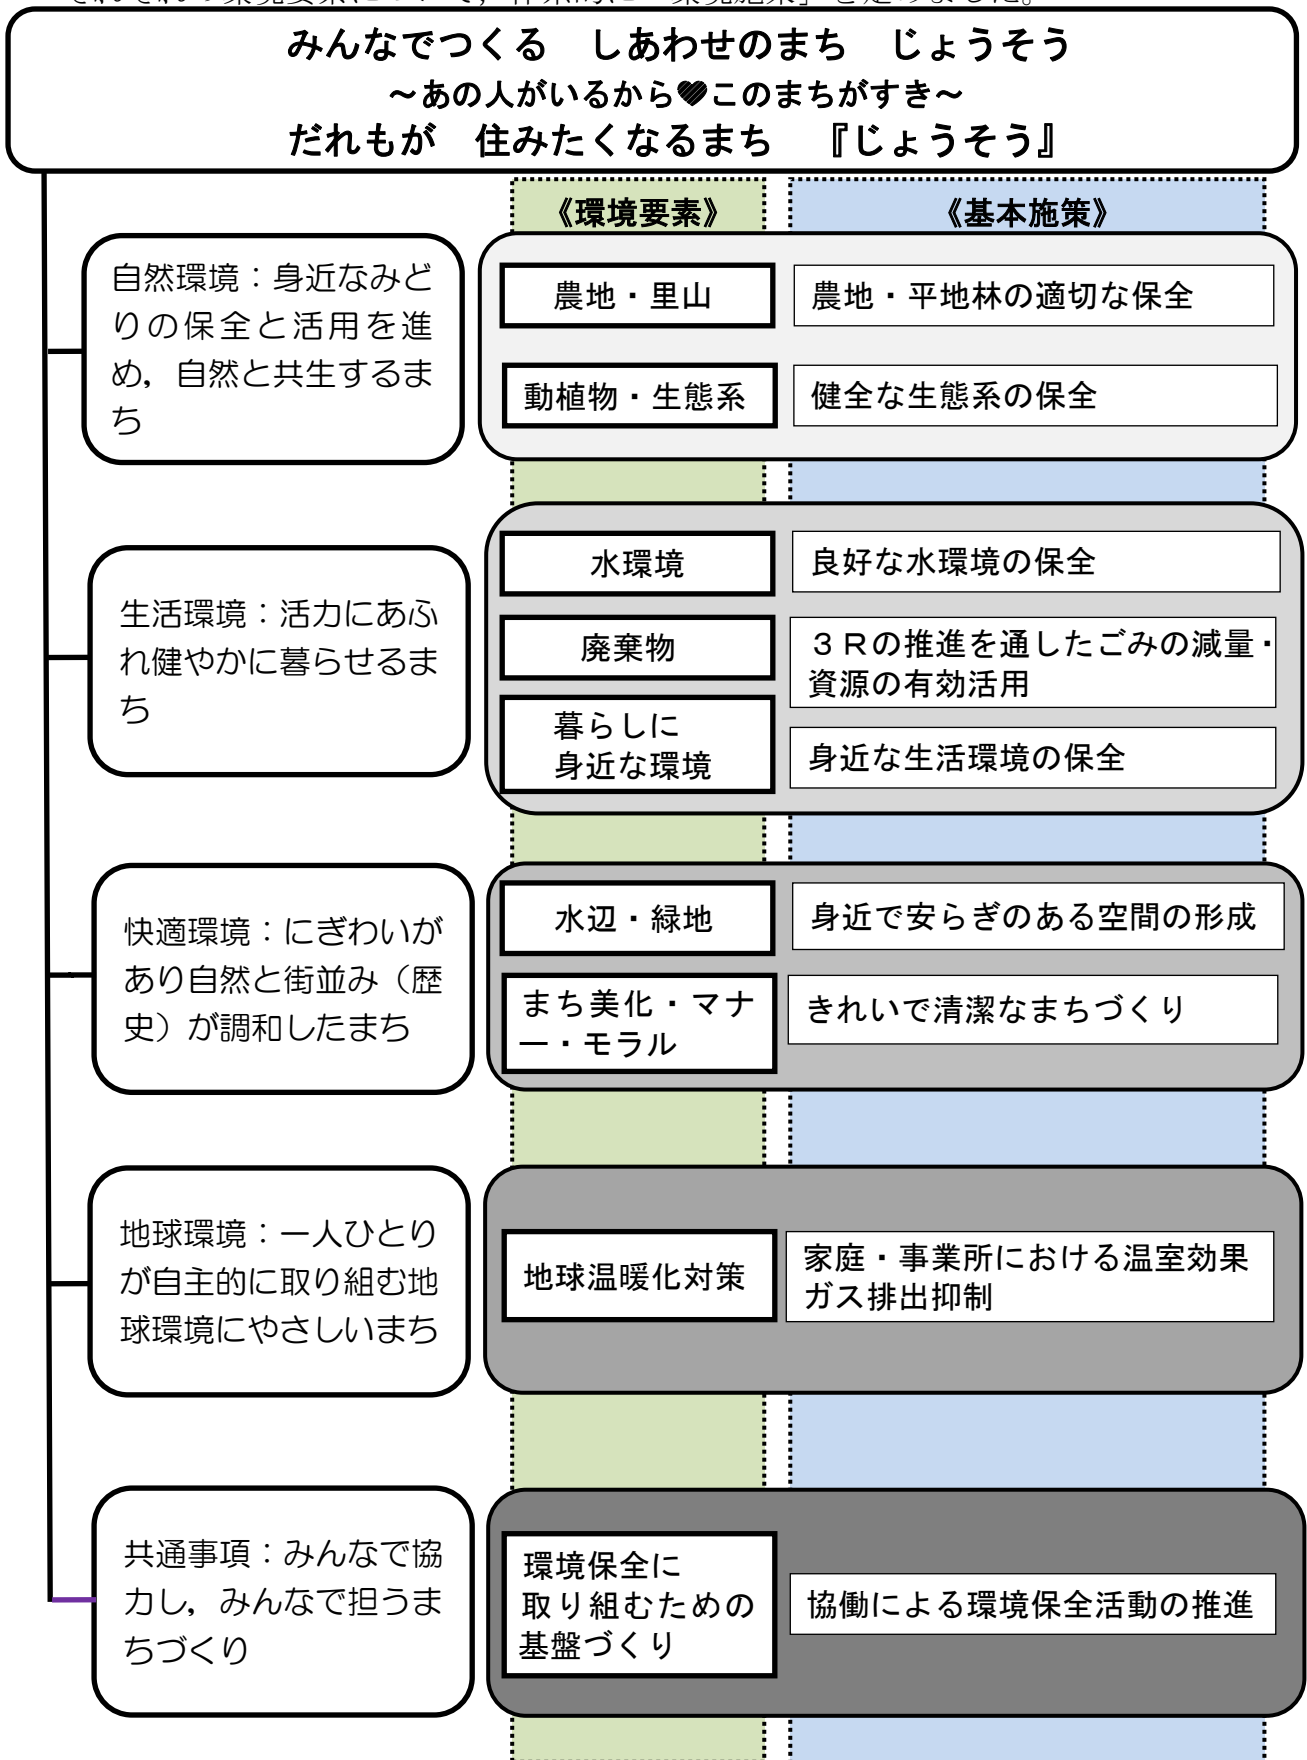 みんなでつくる　しあわせのまち　じょうそう
～あの人がいるから♥このまちがすき～
だれもが　住みたくなるまち　『じょうそう』
《環境要素》
《基本施策》
自然環境：身近なみど
りの保全と活用を進
め，自然と共生するま
ち
農地・里山
農地・平地林の適切な保全
動植物・生態系
健全な生態系の保全
生活環境：活力にあふ
れ健やかに暮らせるま
ち
水環境
良好な水環境の保全
廃棄物
３Ｒの推進を通したごみの減量・
資源の有効活用
暮らしに
身近な環境
身近な生活環境の保全
快適環境：にぎわいが
あり自然と街並み（歴
史）が調和したまち
水辺・緑地
身近で安らぎのある空間の形成
まち美化・マナ
ー・モラル
きれいで清潔なまちづくり
地球環境：一人ひとり
が自主的に取り組む地
球環境にやさしいまち
地球温暖化対策
家庭・事業所における温室効果
ガス排出抑制
共通事項：みんなで協
力し，みんなで担うま
ちづくり
環境保全に
取り組むための
基盤づくり
協働による環境保全活動の推進